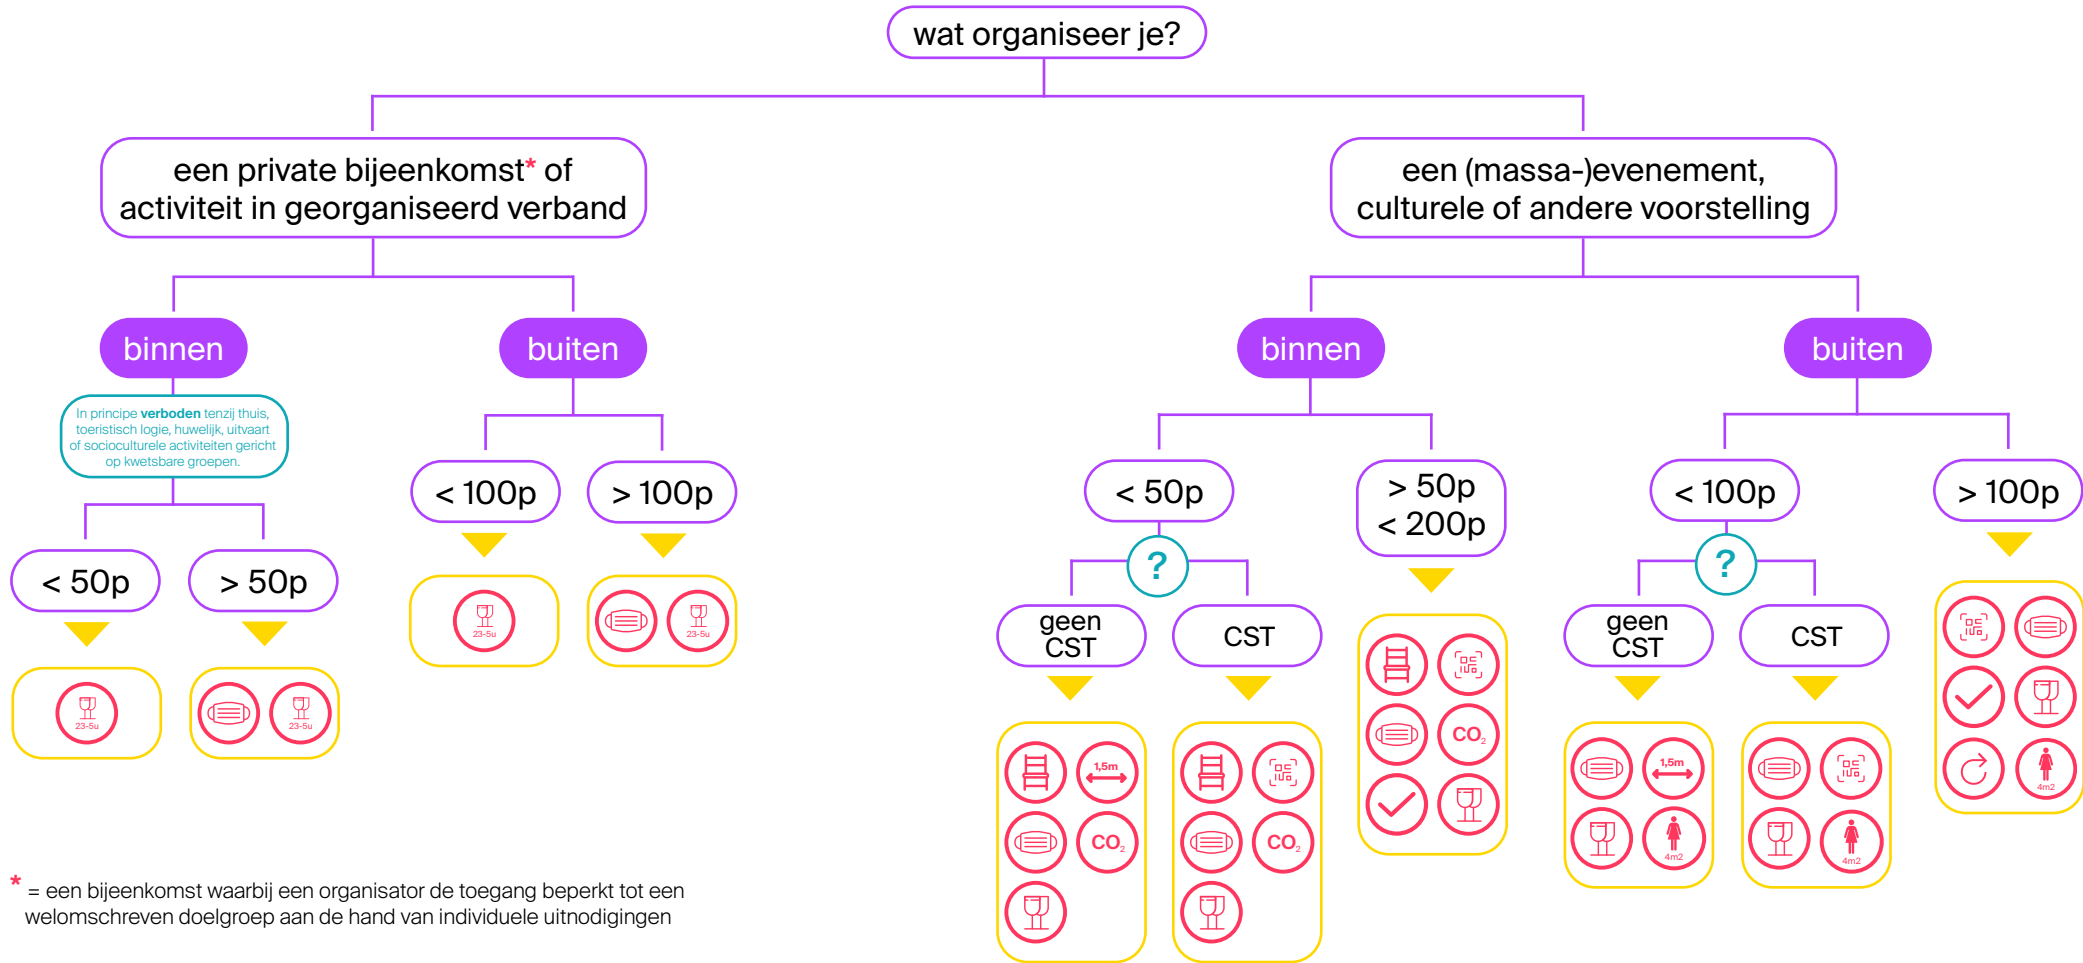 wat organiseer je?
een private bijeenkomst* of
activiteit in georganiseerd verband
een (massa-)evenement,
culturele of andere voorstelling
binnen
buiten
binnen
buiten
In principe verboden tenzij thuis,
toeristisch logie, huwelijk, uitvaart
of socioculturele activiteiten gericht
op kwetsbare groepen.
< 100p
> 100p
< 50p
> 50p
< 200p
< 100p
> 100p
< 50p
> 50p
?
?
geen
CST
CST
geen
CST
CST
23-5u
23-5u
23-5u
23-5u
CO2
1,5m
CO2
CO2
1,5m
4m2
4m2
4m2
* = een bijeenkomst waarbij een organisator de toegang beperkt tot een
welomschreven doelgroep aan de hand van individuele uitnodigingen